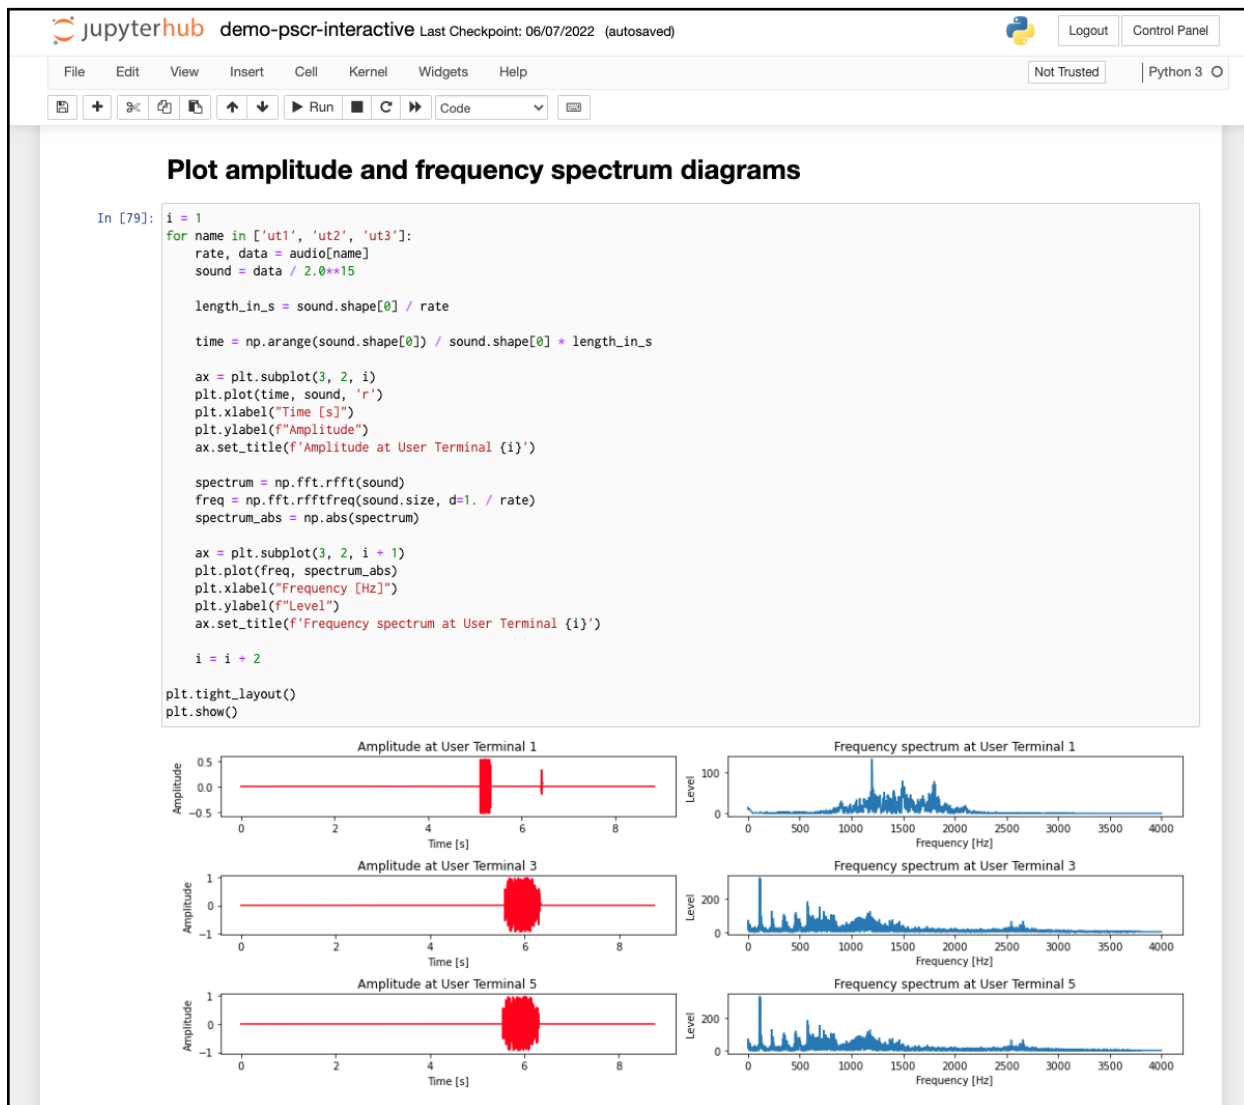 jupyterhub demo-pscr-interactive Last Checkpoint: 06/07/2022 (autosaved) Logout Control Panel
File Edit View Insert Cell Kernel Widgets Help Not Trusted Python 3
Run Code
Plot amplitude and frequency spectrum diagrams
In [79]: i = 1
for name in ['ut1', 'ut2', 'ut3']:
    rate, data = audio[name]
    sound = data / 2.0**15
    length_in_s = sound.shape[0] / rate
    time = np.arange(sound.shape[0]) / sound.shape[0] * length_in_s
    ax = plt.subplot(3, 2, i)
    plt.plot(time, sound, 'r')
    plt.xlabel("Time [s]")
    plt.ylabel(f"Amplitude")
    ax.set_title(f'Amplitude at User Terminal {i}')
    spectrum = np.fft.rfft(sound)
    freq = np.fft.rfftfreq(sound.size, d=1. / rate)
    spectrum_abs = np.abs(spectrum)
    ax = plt.subplot(3, 2, i + 1)
    plt.plot(freq, spectrum_abs)
    plt.xlabel("Frequency [Hz]")
    plt.ylabel(f"Level")
    ax.set_title(f'Frequency spectrum at User Terminal {i}')
    i = i + 2
plt.tight_layout()
plt.show()
Amplitude at User Terminal 1
Amplitude
0.5
0.0
−0.5
0 2 4 6 8
Time [s]
Frequency spectrum at User Terminal 1
Level
100
0
0 500 1000 1500 2000 2500 3000 3500 4000
Frequency [Hz]
Amplitude at User Terminal 3
Amplitude
1
0
−1
0 2 4 6 8
Time [s]
Frequency spectrum at User Terminal 3
Level
200
0
0 500 1000 1500 2000 2500 3000 3500 4000
Frequency [Hz]
Amplitude at User Terminal 5
Amplitude
1
0
−1
0 2 4 6 8
Time [s]
Frequency spectrum at User Terminal 5
Level
200
0
0 500 1000 1500 2000 2500 3000 3500 4000
Frequency [Hz]